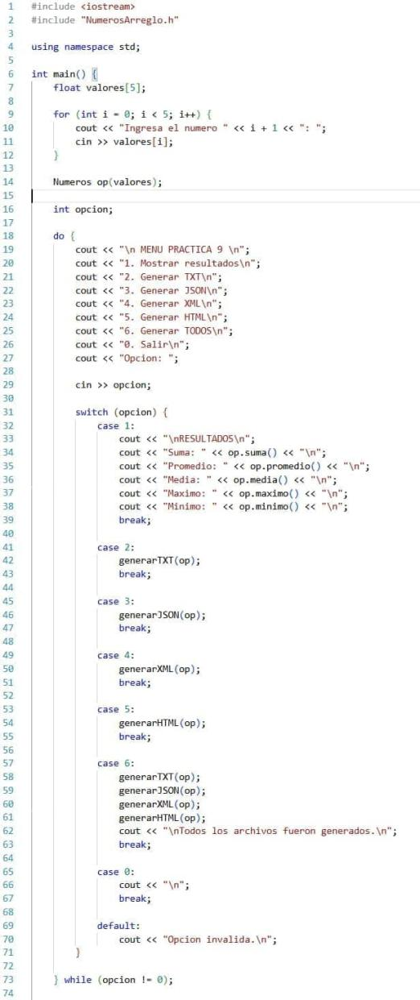 1 #include <iostream>
2 #include "NumerosArreglo.h"
3
4 using namespace std;
5
6 int main() {
7     float valores[5];
8
9     for (int i = 0; i < 5; i++) {
10         cout << "Ingresa el numero " << i + 1 << ": ";
11         cin >> valores[i];
12     }
13
14     Numeros op(valores);
15
16     int opcion;
17
18     do {
19         cout << "\n MENU PRACTICA 9 \n";
20         cout << "1. Mostrar resultados\n";
21         cout << "2. Generar TXT\n";
22         cout << "3. Generar JSON\n";
23         cout << "4. Generar XML\n";
24         cout << "5. Generar HTML\n";
25         cout << "6. Generar TODOS\n";
26         cout << "0. Salir\n";
27         cout << "Opcion: ";
28
29         cin >> opcion;
30
31         switch (opcion) {
32             case 1:
33                 cout << "\nRESULTADOS\n";
34                 cout << "Suma: " << op.suma() << "\n";
35                 cout << "Promedio: " << op.promedio() << "\n";
36                 cout << "Media: " << op.media() << "\n";
37                 cout << "Maximo: " << op.maximo() << "\n";
38                 cout << "Minimo: " << op.minimo() << "\n";
39                 break;
40
41             case 2:
42                 generarTXT(op);
43                 break;
44
45             case 3:
46                 generarJSON(op);
47                 break;
48
49             case 4:
50                 generarXML(op);
51                 break;
52
53             case 5:
54                 generarHTML(op);
55                 break;
56
57             case 6:
58                 generarTXT(op);
59                 generarJSON(op);
60                 generarXML(op);
61                 generarHTML(op);
62                 cout << "\nTodos los archivos fueron generados.\n";
63                 break;
64
65             case 0:
66                 cout << "\n";
67                 break;
68
69             default:
70                 cout << "Opcion invalida.\n";
71         }
72
73     } while (opcion != 0);
74